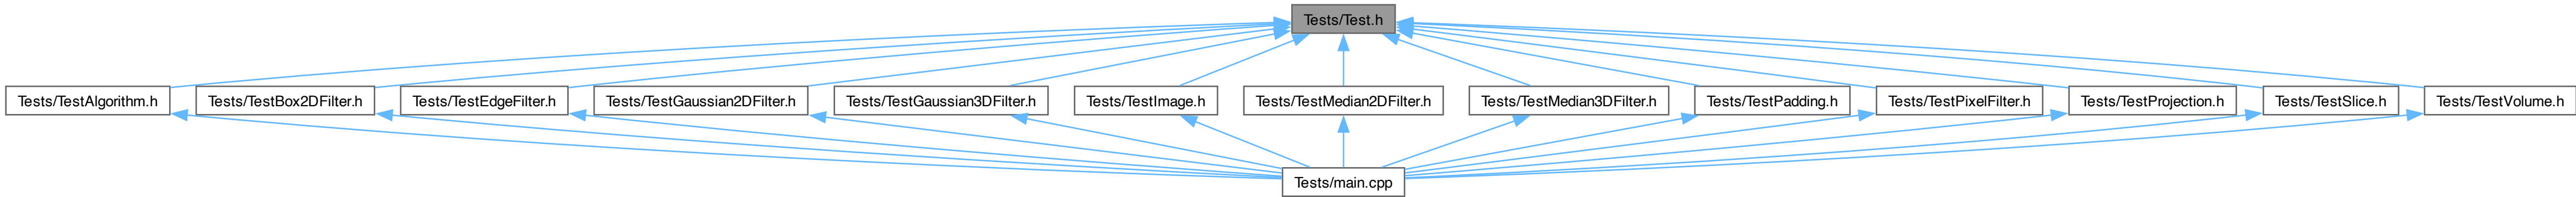 Tests/Test.h
Tests/TestAlgorithm.h
Tests/TestBox2DFilter.h
Tests/TestEdgeFilter.h
Tests/TestGaussian2DFilter.h
Tests/TestGaussian3DFilter.h
Tests/TestImage.h
Tests/TestMedian2DFilter.h
Tests/TestMedian3DFilter.h
Tests/TestPadding.h
Tests/TestPixelFilter.h
Tests/TestProjection.h
Tests/TestSlice.h
Tests/TestVolume.h
Tests/main.cpp